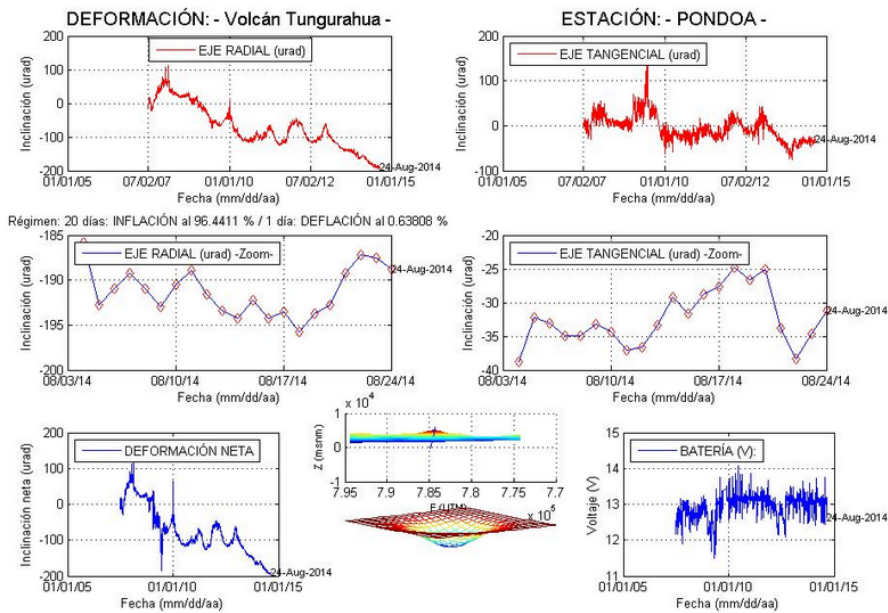 DEFORMACIÓN: - Volcán Tungurahua -
ESTACIÓN: - PONDOA -
200
100
0
-100
-200
Inclinación (urad)
EJE RADIAL (urad)
24-Aug-2014
01/01/05
07/02/07
01/01/10
07/02/12
01/01/15
Fecha (mm/dd/aa)
200
100
0
-100
Inclinación (urad)
EJE TANGENCIAL (urad)
24-Aug-2014
01/01/05
07/02/07
01/01/10
07/02/12
01/01/15
Fecha (mm/dd/aa)
Régimen: 20 días: INFLACIÓN al 96.4411 % / 1 día: DEFLACIÓN al 0.63808 %
-185
-190
-195
-200
Inclinación (urad)
EJE RADIAL (urad) -Zoom-
24-Aug-2014
08/03/14
08/10/14
08/17/14
08/24/14
Fecha (mm/dd/aa)
-20
-25
-30
-35
-40
Inclinación (urad)
EJE TANGENCIAL (urad) -Zoom-
24-Aug-2014
08/03/14
08/10/14
08/17/14
08/24/14
Fecha (mm/dd/aa)
200
100
0
-100
-200
Inclinación neta (urad)
DEFORMACIÓN NETA
24-Aug-2014
01/01/05
01/01/10
01/01/15
Fecha (mm/dd/aa)
x 10^4
1
0
-1
Z (msnm)
7.95
7.9
7.85
7.8
7.75
7.7
E (UTM)
x 10^5
15
14
13
12
11
Voltaje (V)
BATERÍA (V):
24-Aug-2014
01/01/05
01/01/10
01/01/15
Fecha (mm/dd/aa)